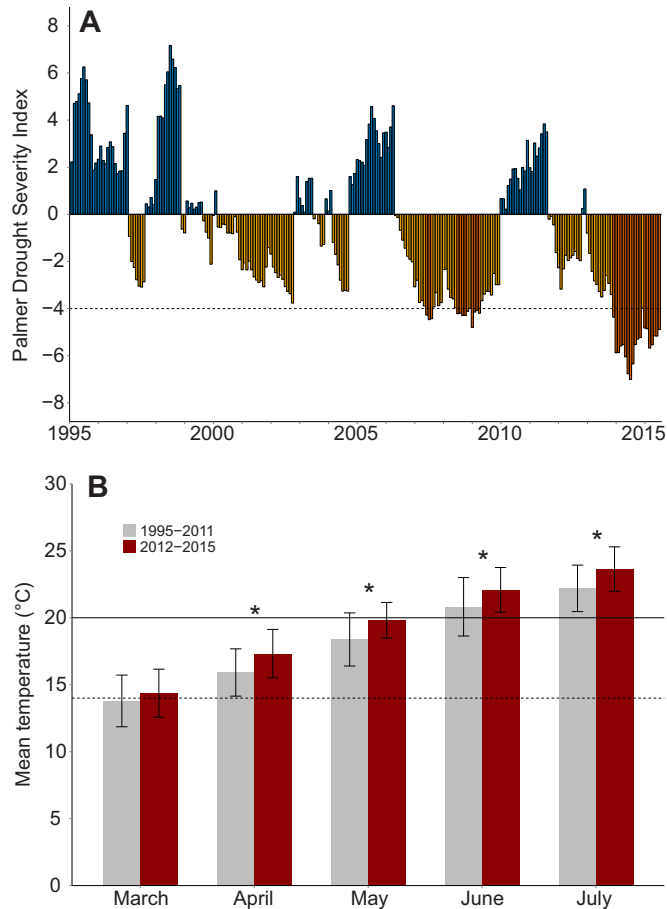 A
Palmer Drought Severity Index
8
6
4
2
0
−2
−4
−6
−8
1995 2000 2005 2010 2015
B
Mean temperature (°C)
30
25
20
15
10
5
0
1995−2011
2012−2015
* * * *
March April May June July